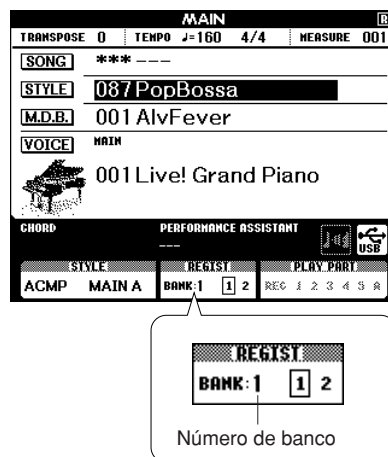 MAIN
TRANSPOSE 0 TEMPO ♩=160 4/4 MEASURE 001
SONG *** ---
STYLE 087 PopBossa
M.D.B. 001 AlvFever
VOICE MAIN
001 Live! Grand Piano
CHORD PERFORMANCE ASSISTANT
---
USB
STYLE REGIST PLAY PART
ACMP MAIN A BANK:1 1 2 REC 1 2 3 4 5 A
REGIST
BANK:1 1 2
Número de banco